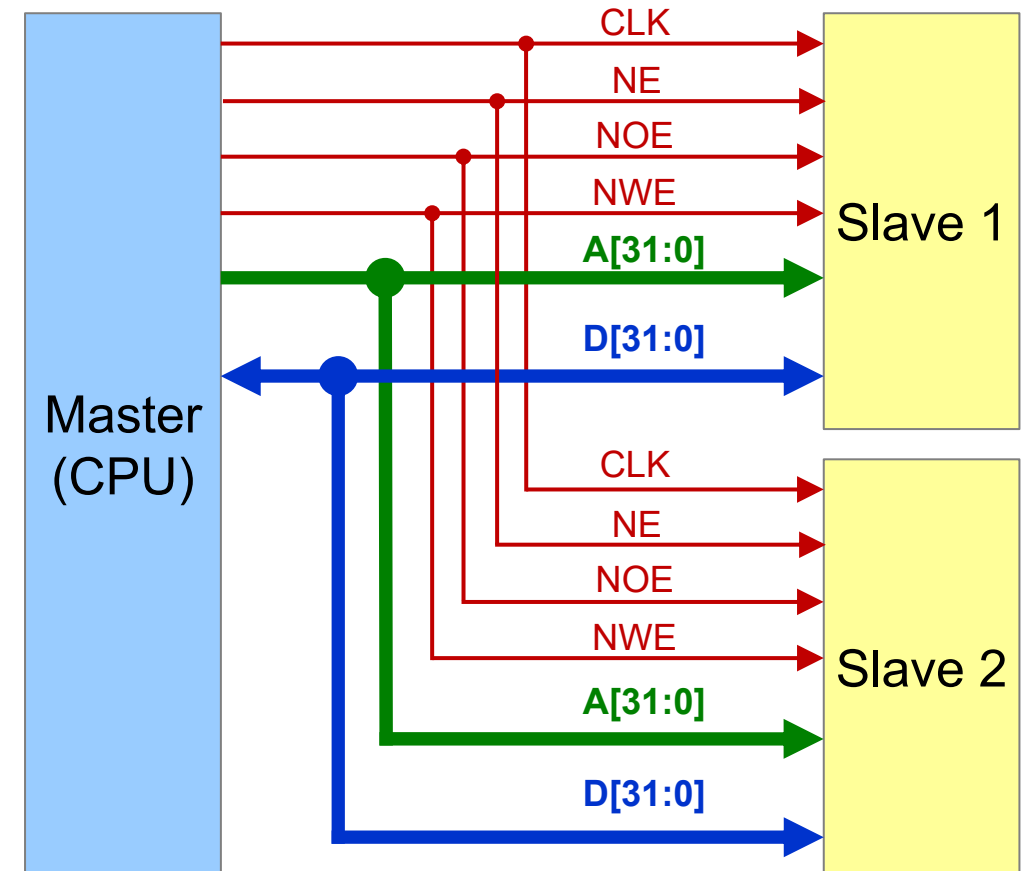 CLK
NE
NOE
NWE
A[31:0]
D[31:0]
Slave 1
Master
(CPU)
CLK
NE
NOE
NWE
A[31:0]
D[31:0]
Slave 2